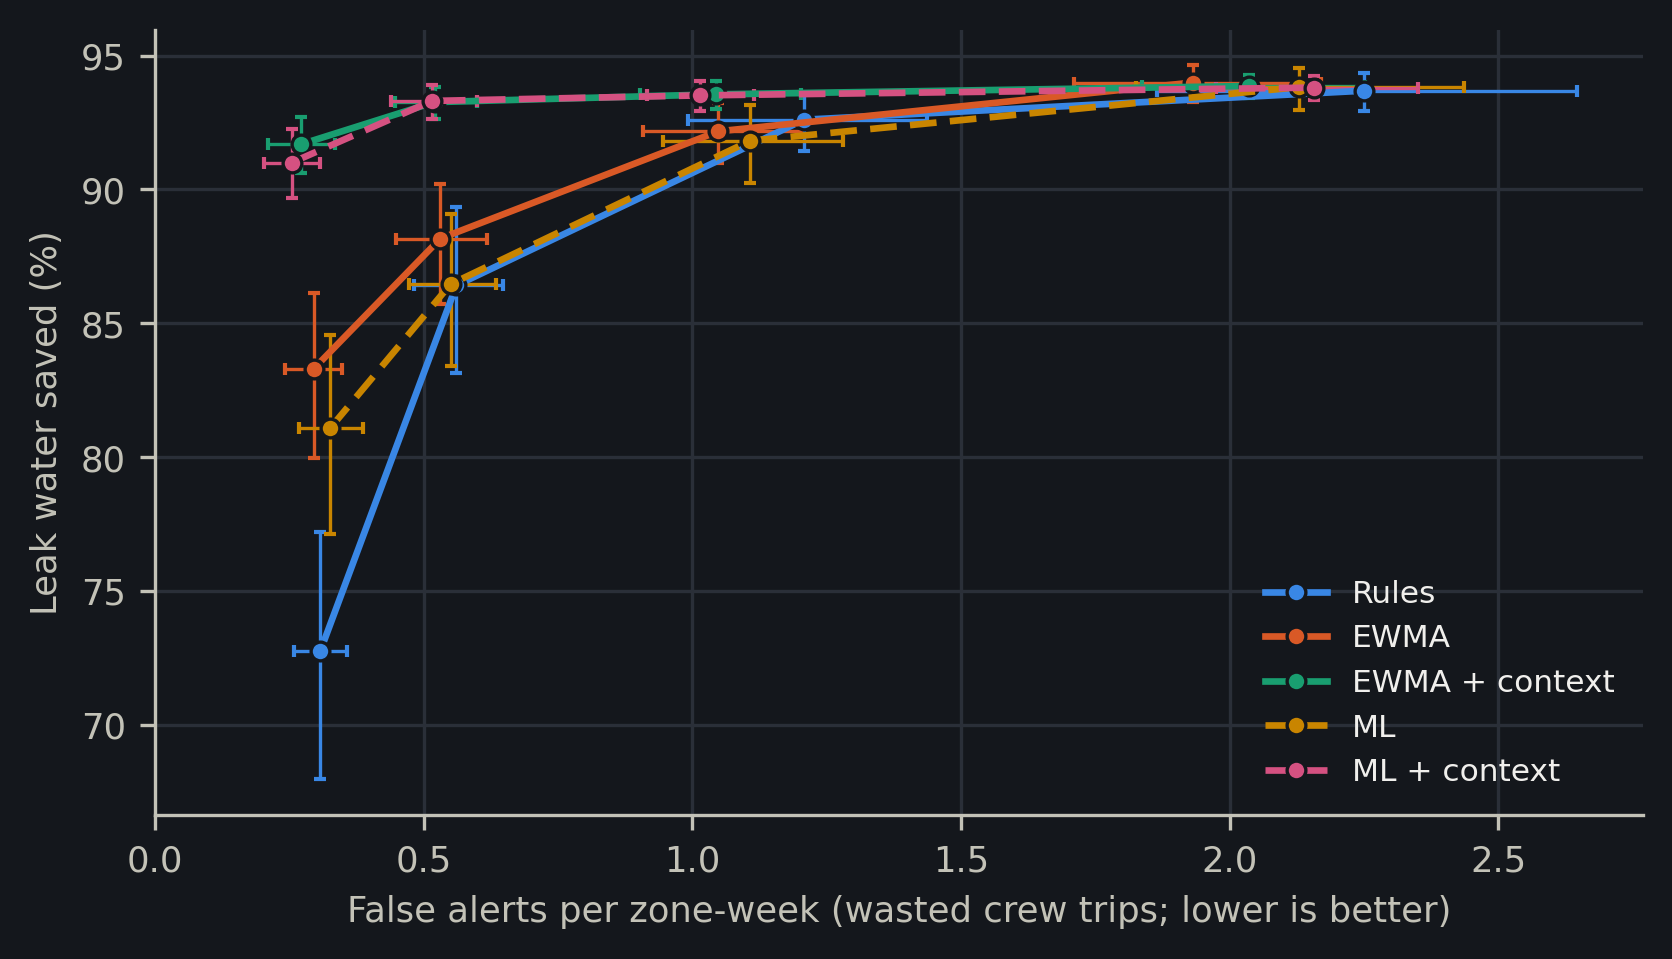 95
90
85
80
75
70
Leak water saved (%)
0.0 0.5 1.0 1.5 2.0 2.5
False alerts per zone-week (wasted crew trips; lower is better)
Rules
EWMA
EWMA + context
ML
ML + context